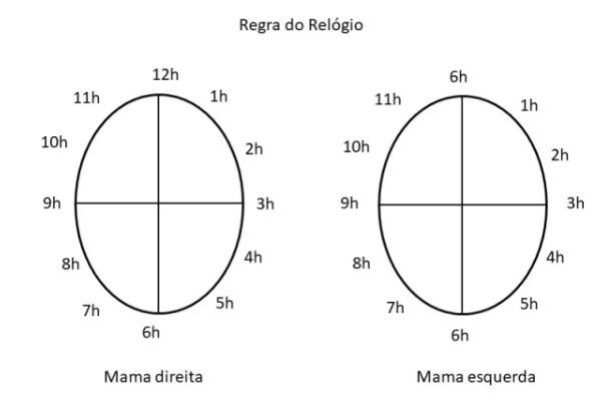 Regra do Relógio
12h
11h
1h
10h
2h
9h
3h
8h
4h
7h
5h
6h
Mama direita
6h
11h
1h
10h
2h
9h
3h
8h
4h
7h
5h
6h
Mama esquerda